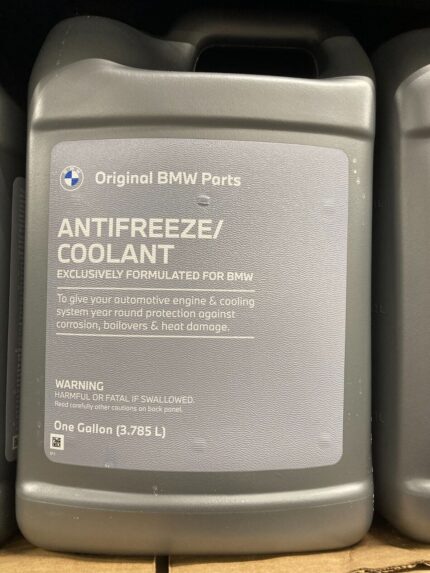 Original BMW Parts
ANTIFREEZE/
COOLANT
EXCLUSIVELY FORMULATED FOR BMW
To give your automotive engine & cooling
system year round protection against
corrosion, boilovers & heat damage.
WARNING
HARMFUL OR FATAL IF SWALLOWED.
Read carefully other cautions on back panel.
One Gallon (3.785 L)